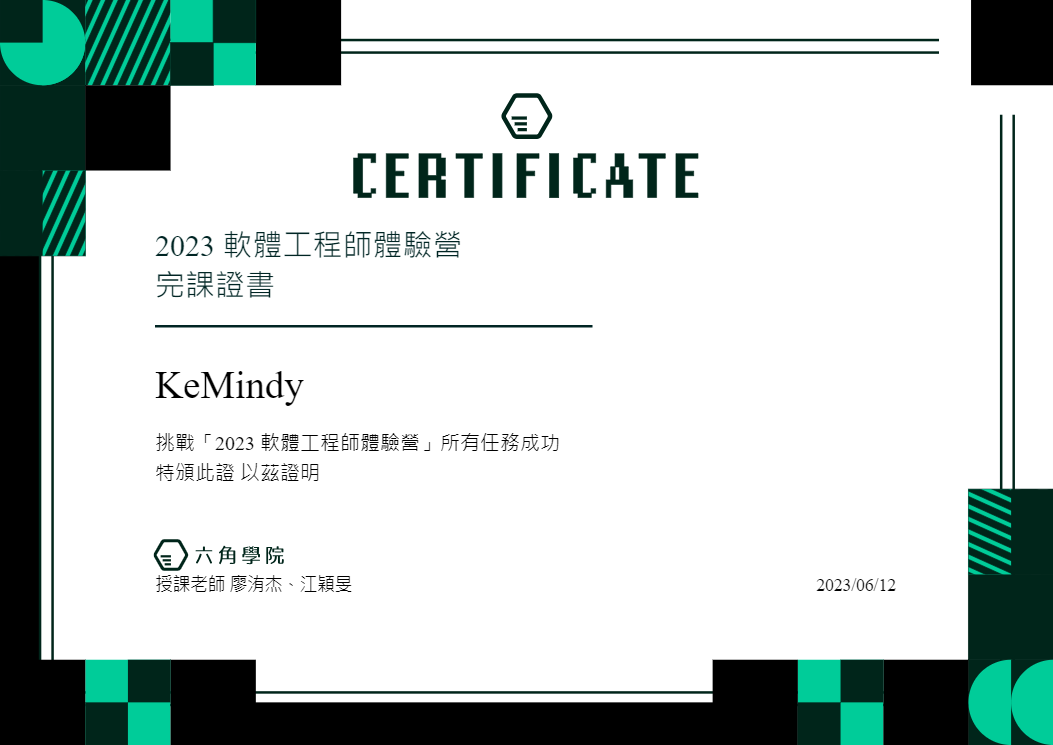 CERTIFICATE
2023 軟體工程師體驗營
完課證書
KeMindy
挑戰「2023 軟體工程師體驗營」所有任務成功
特頒此證 以茲證明
六角學院
授課老師 廖洧杰、江穎旻
2023/06/12